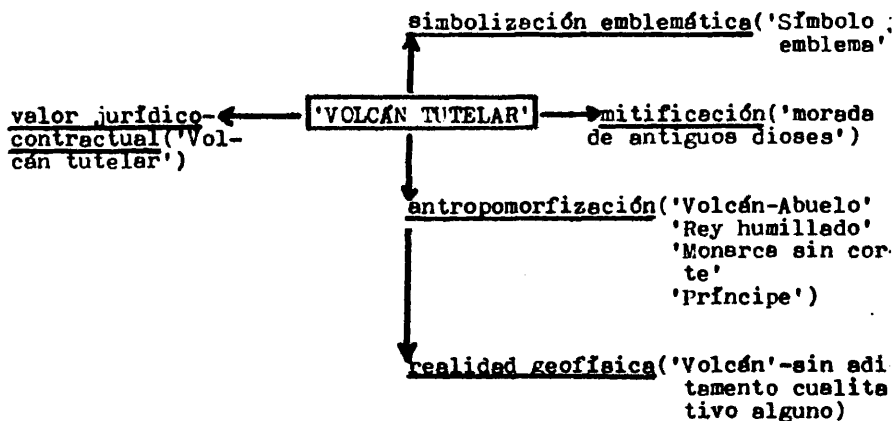 simbolización emblemática('Símbolo ;
emblema'
valor jurídico-
contractual('Vol-
cán tutelar')
'VOLCÁN TUTELAR'
mitificación('morada
de antiguos dioses')
antropomorfización('Volcán-Abuelo'
'Rey humillado'
'Monarca sin cor-
te'
'Príncipe')
realidad geofísica('Volcán'-sin adi
tamento cualita
tivo alguno)